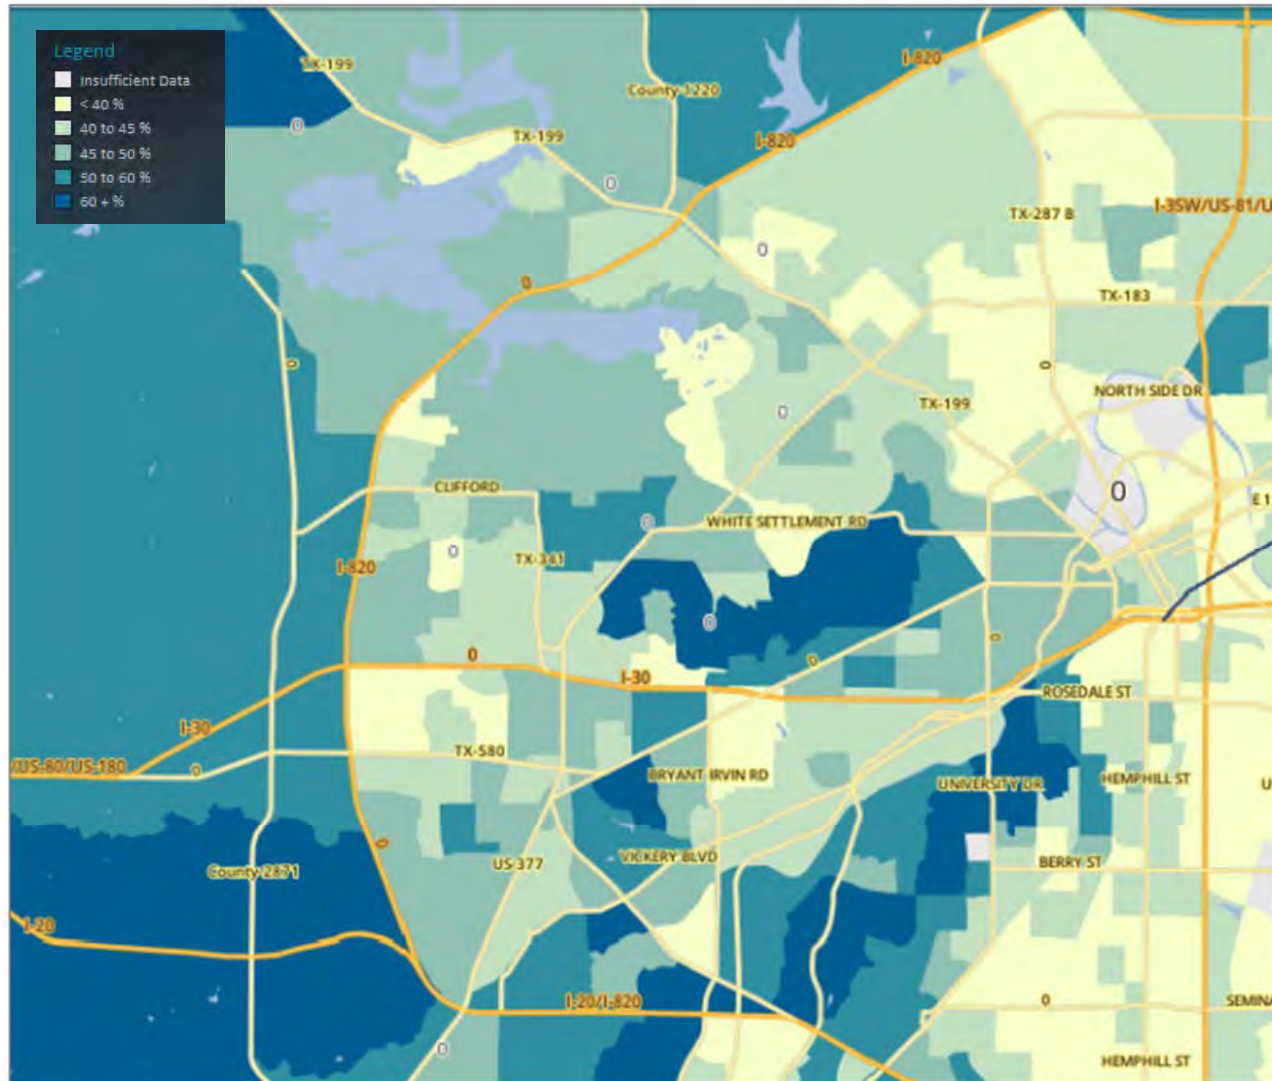 Legend
Insufficient Data
< 40 %
40 to 45 %
45 to 50 %
50 to 60 %
60 + %
TX-199
I-820
County-1220
0
TX-199
I-820
0
TX-287 B
I-35W/US-81/U
0
0
TX-183
0
0
NORTH SIDE DR
TX-199
0
CLIFFORD
0
E 1
0
WHITE SETTLEMENT RD
0
TX-341
I-820
0
0
0
0
I-30
ROSEDALE ST
I-30
TX-580
/US-80/US-180
0
BRYANT IRVIN RD
UNIVERSITY DR
HEMPHILL ST
U
0
VICKERY BLVD
US-377
BERRY ST
County-2871
I-20
I-20/I-820
0
SEMINA
0
HEMPHILL ST